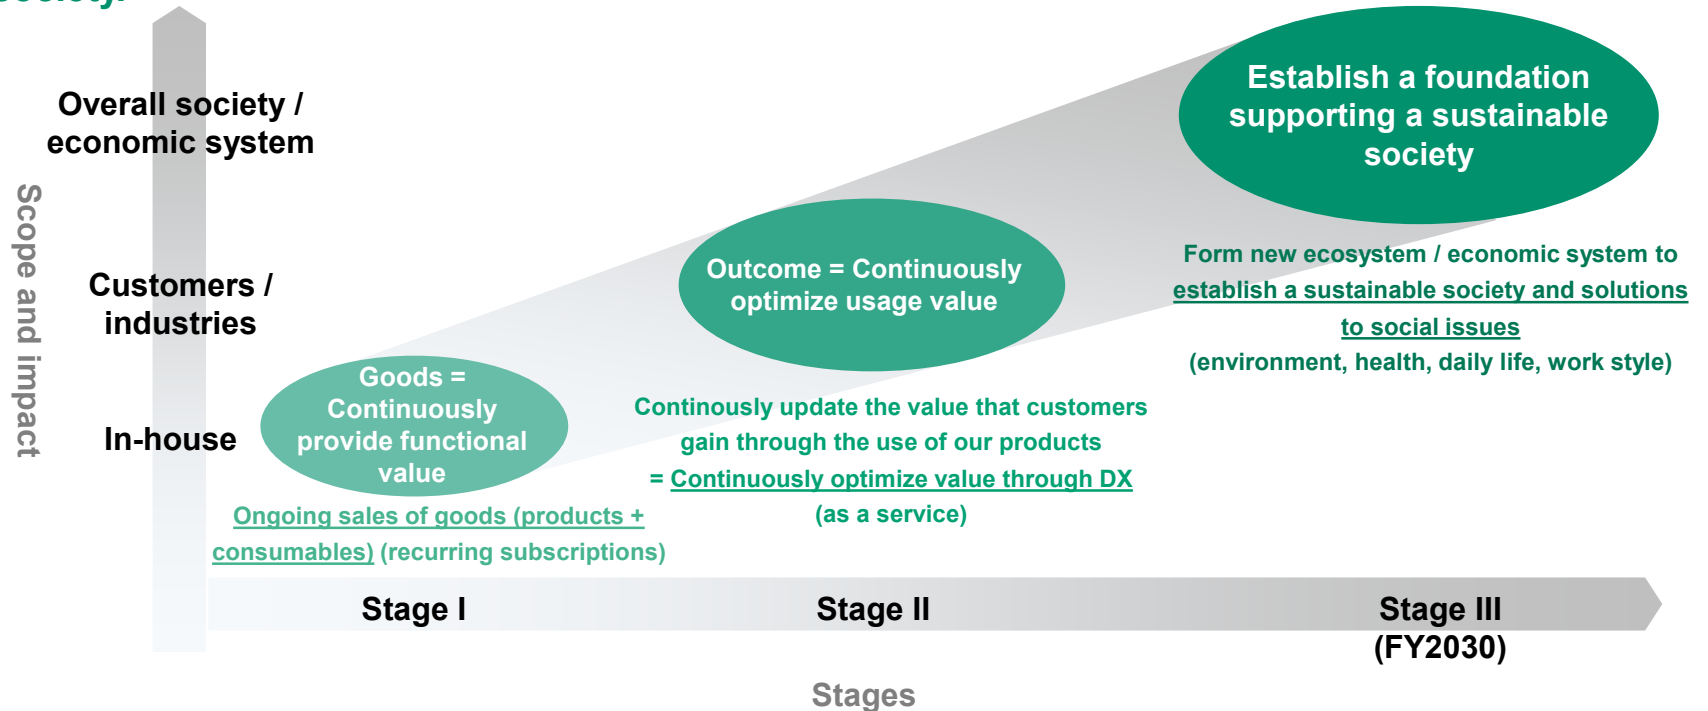 society.
Overall society /
economic system
Establish a foundation
supporting a sustainable
society
Scope and impact
Customers /
industries
Outcome = Continuously
optimize usage value
Form new ecosystem / economic system to
establish a sustainable society and solutions
to social issues
(environment, health, daily life, work style)
In-house
Goods =
Continuously
provide functional
value
Continously update the value that customers
gain through the use of our products
= Continuously optimize value through DX
(as a service)
Ongoing sales of goods (products +
consumables) (recurring subscriptions)
Stage I
Stage II
Stage III
(FY2030)
Stages